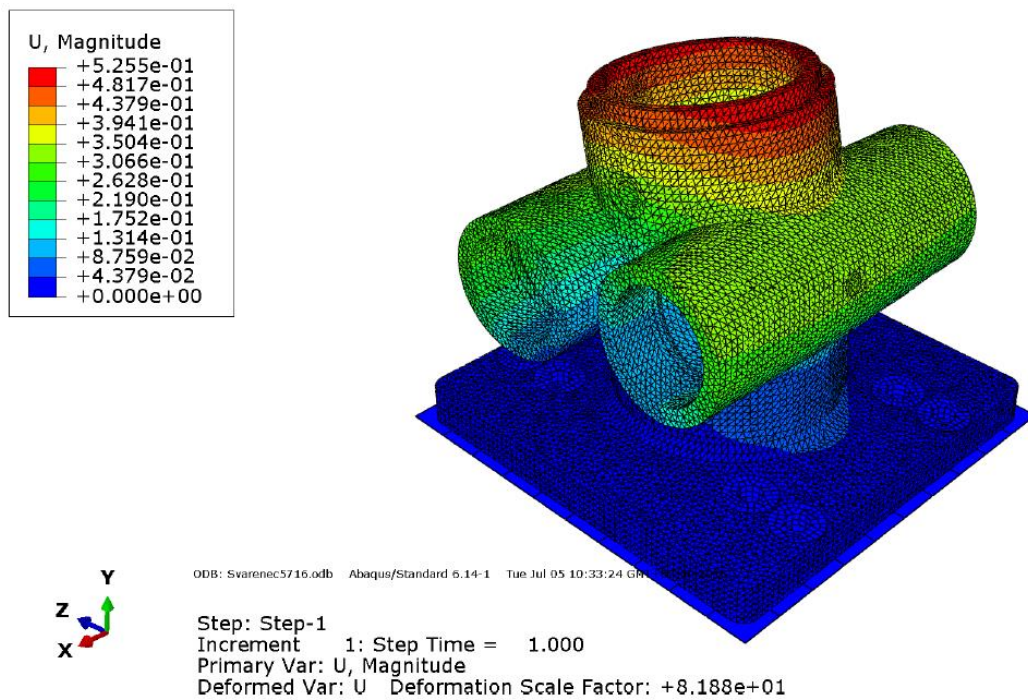 U, Magnitude
+5.255e-01
+4.817e-01
+4.379e-01
+3.941e-01
+3.504e-01
+3.066e-01
+2.628e-01
+2.190e-01
+1.752e-01
+1.314e-01
+8.759e-02
+4.379e-02
+0.000e+00
ODB: Svarenec5716.odb Abaqus/Standard 6.14-1 Tue Jul 05 10:33:24
Y
Z
X
Step: Step-1
Increment 1: Step Time = 1.000
Primary Var: U, Magnitude
Deformed Var: U Deformation Scale Factor: +8.188e+01